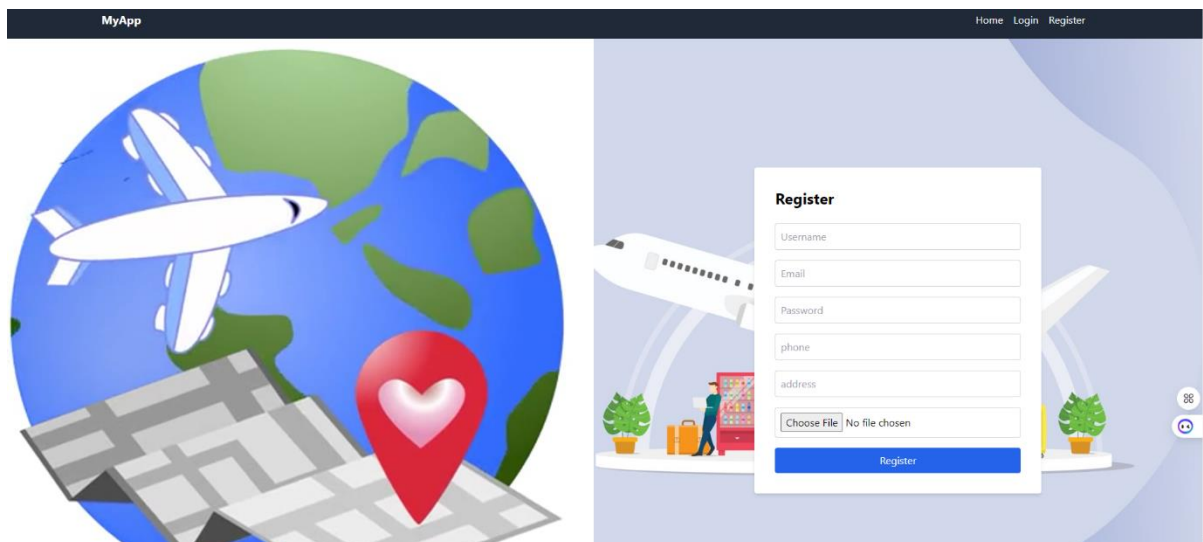 MyApp
Home Login Register
Register
Username
Email
Password
phone
address
Choose File No file chosen
Register